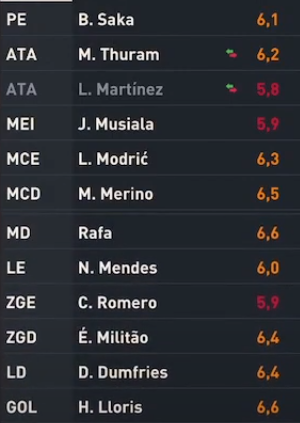 PE B. Saka 6,1
ATA M. Thuram 6,2
ATA L. Martínez 5,8
MEI J. Musiala 5,9
MCE L. Modrić 6,3
MCD M. Merino 6,5
MD Rafa 6,6
LE N. Mendes 6,0
ZGE C. Romero 5,9
ZGD É. Militão 6,4
LD D. Dumfries 6,4
GOL H. Lloris 6,6